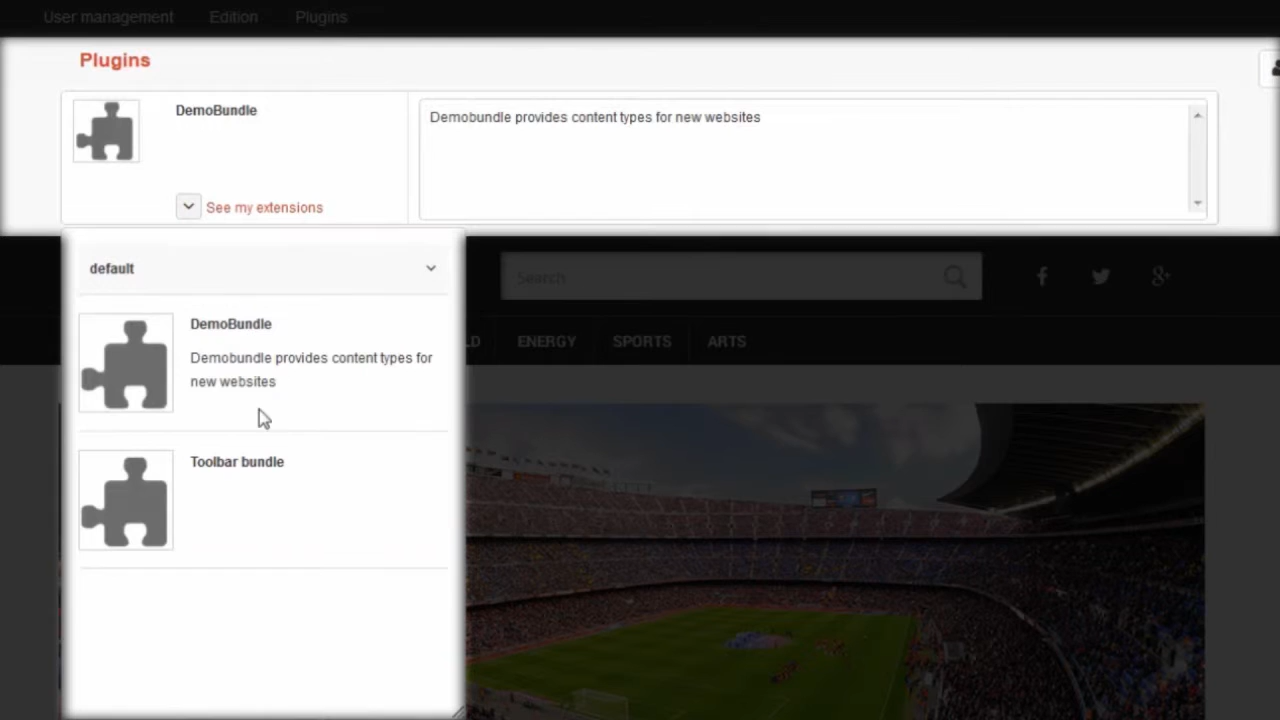 User management Edition Plugins
Plugins
DemoBundle
Demobundle provides content types for new websites
See my extensions
default
Search
ENERGY SPORTS ARTS
DemoBundle
Demobundle provides content types for
new websites
Toolbar bundle